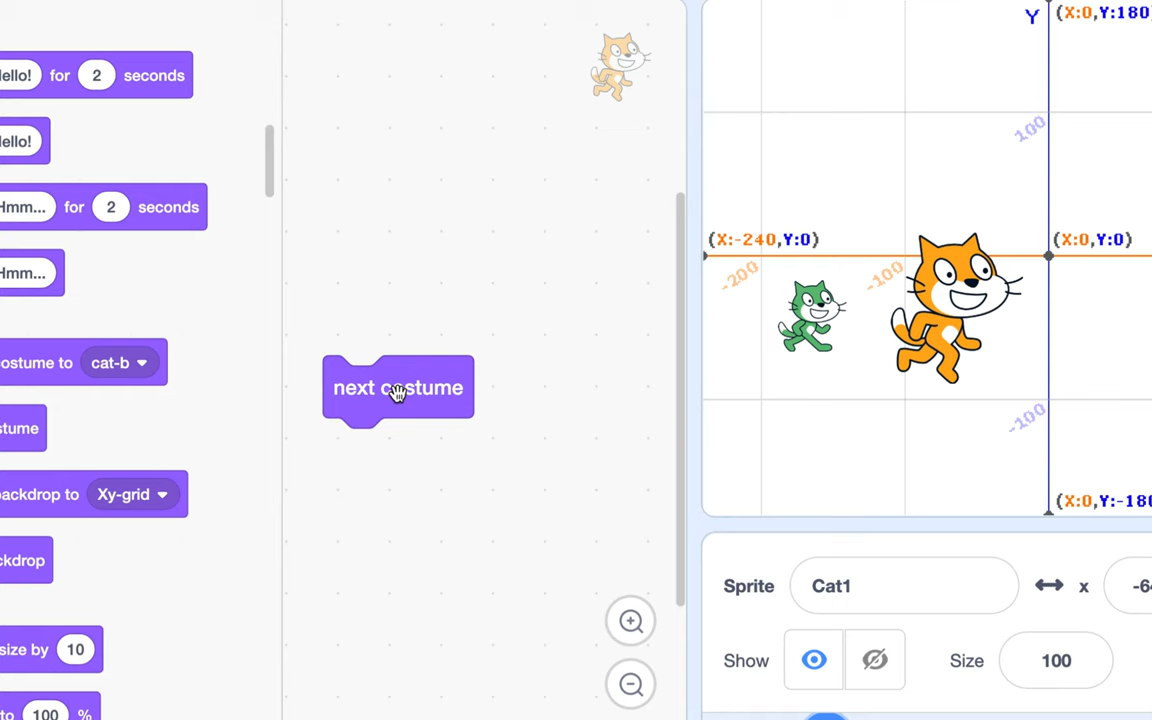 ello! for 2 seconds
ello!
Hmm... for 2 seconds
Hmm...
costume to cat-b
stume
ackdrop to Xy-grid
ckdrop
size by 10
to 100 %
next costume
Y (X:0,Y:180
100
(X:-240,Y:0) (X:0,Y:0)
-200 -100
-100
(X:0,Y:-180
Sprite Cat1 x -64
Show Size 100